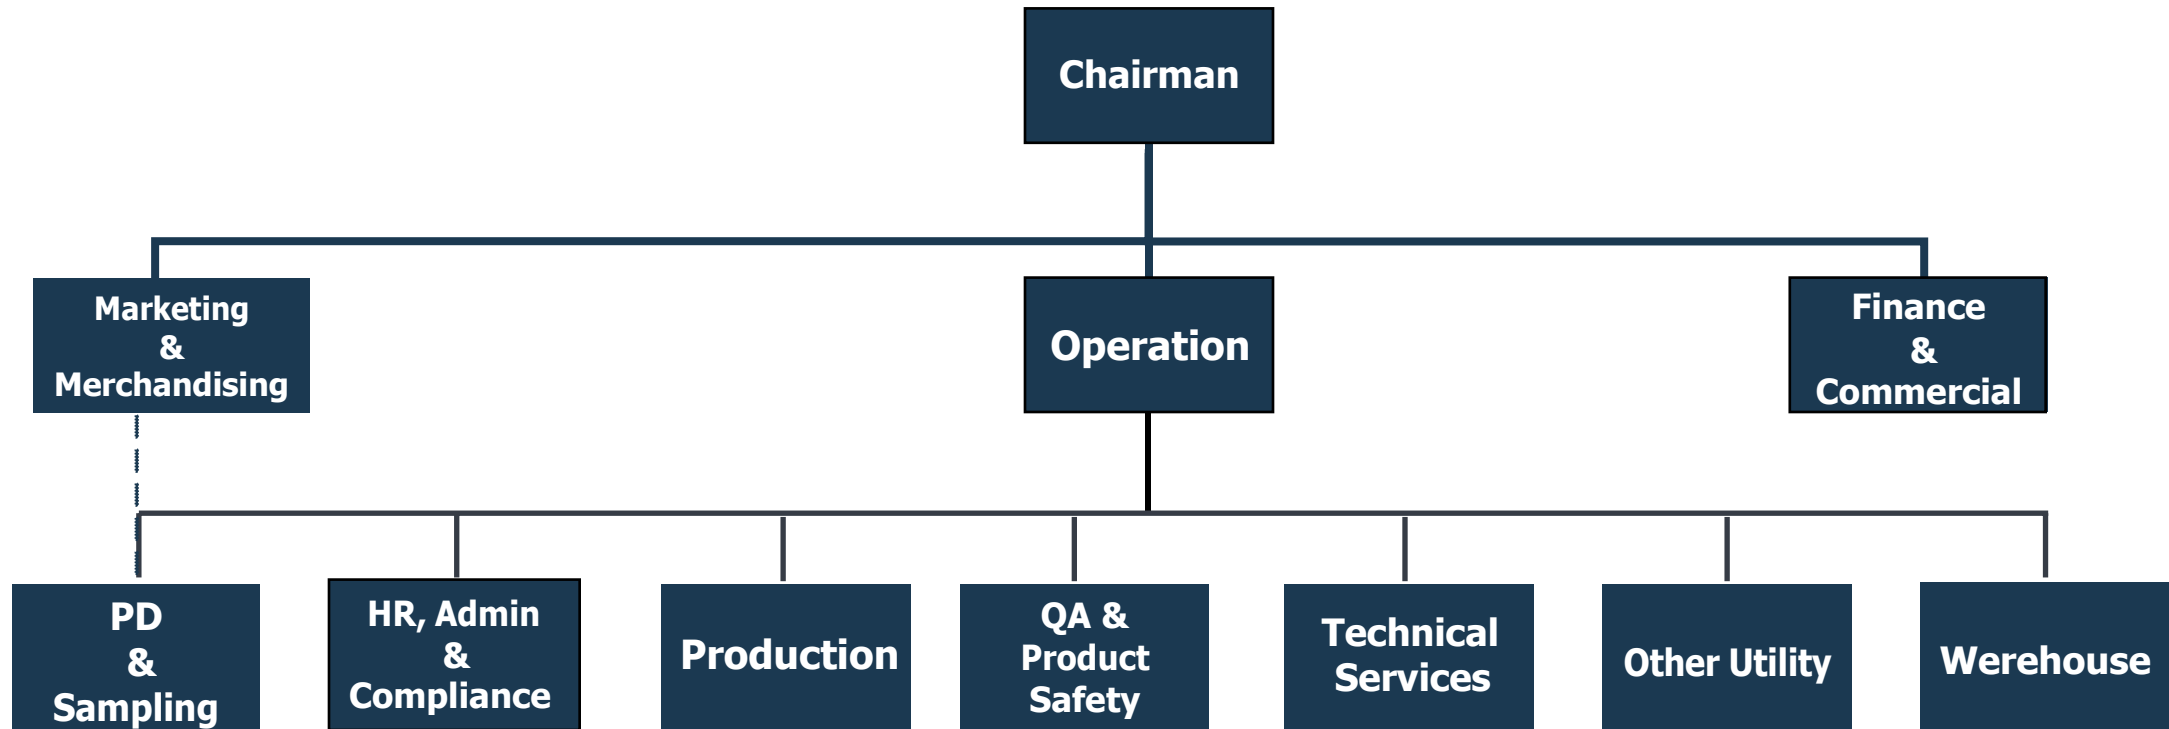 Chairman
Marketing
&
Merchandising
Operation
Finance
&
Commercial
PD
&
Sampling
HR, Admin
&
Compliance
Production
QA &
Product
Safety
Technical
Services
Other Utility
Werehouse